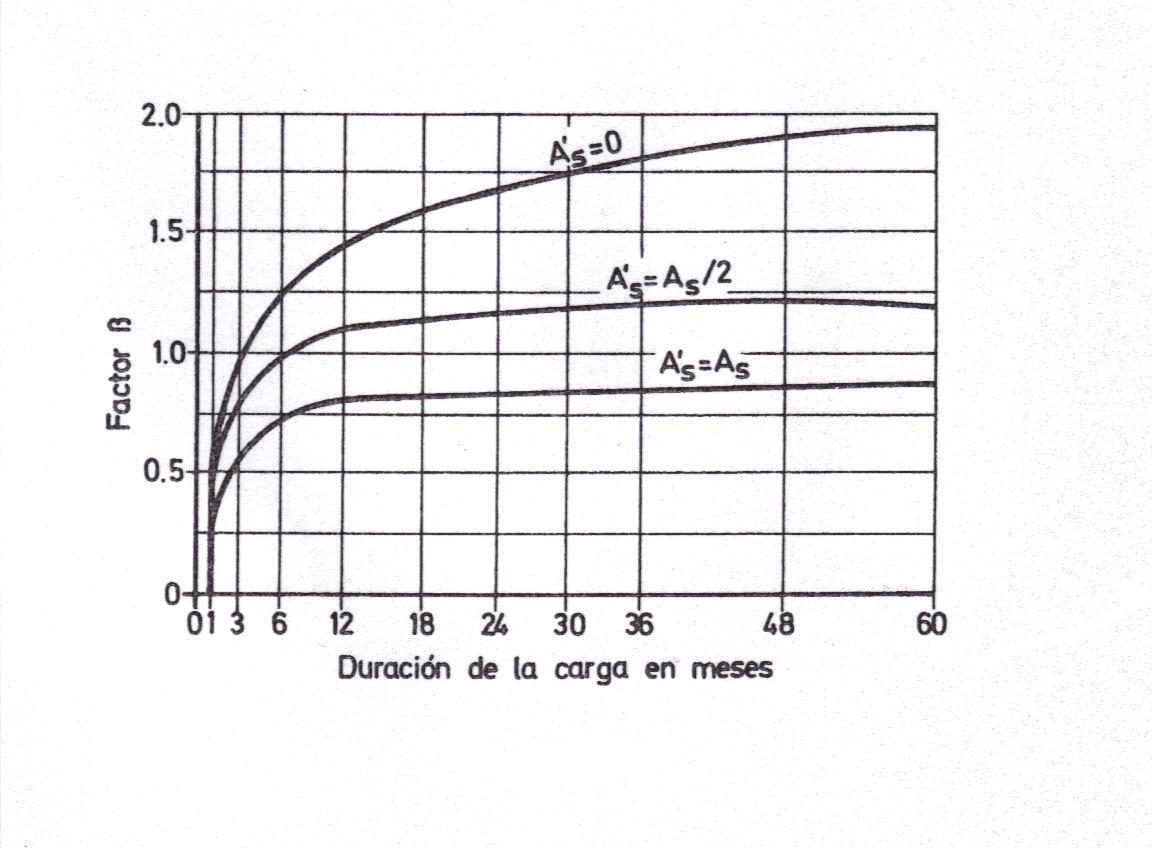 2.0
1.5
1.0
0.5
0
Factor β
A's=0
A's=As/2
A's=As
0 1 3 6 12 18 24 30 36 48 60
Duración de la carga en meses